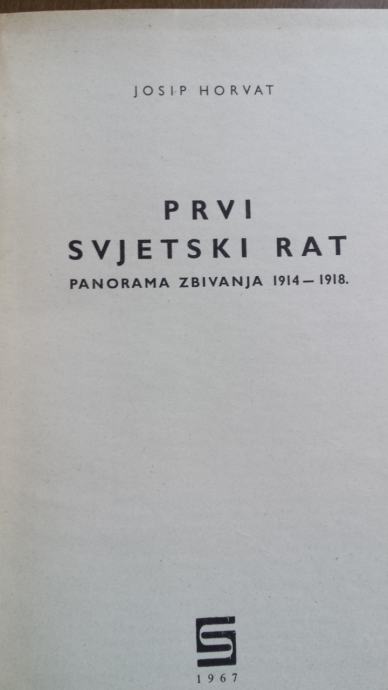 JOSIP HORVAT
PRVI
SVJETSKI RAT
PANORAMA ZBIVANJA 1914 — 1918.
1967